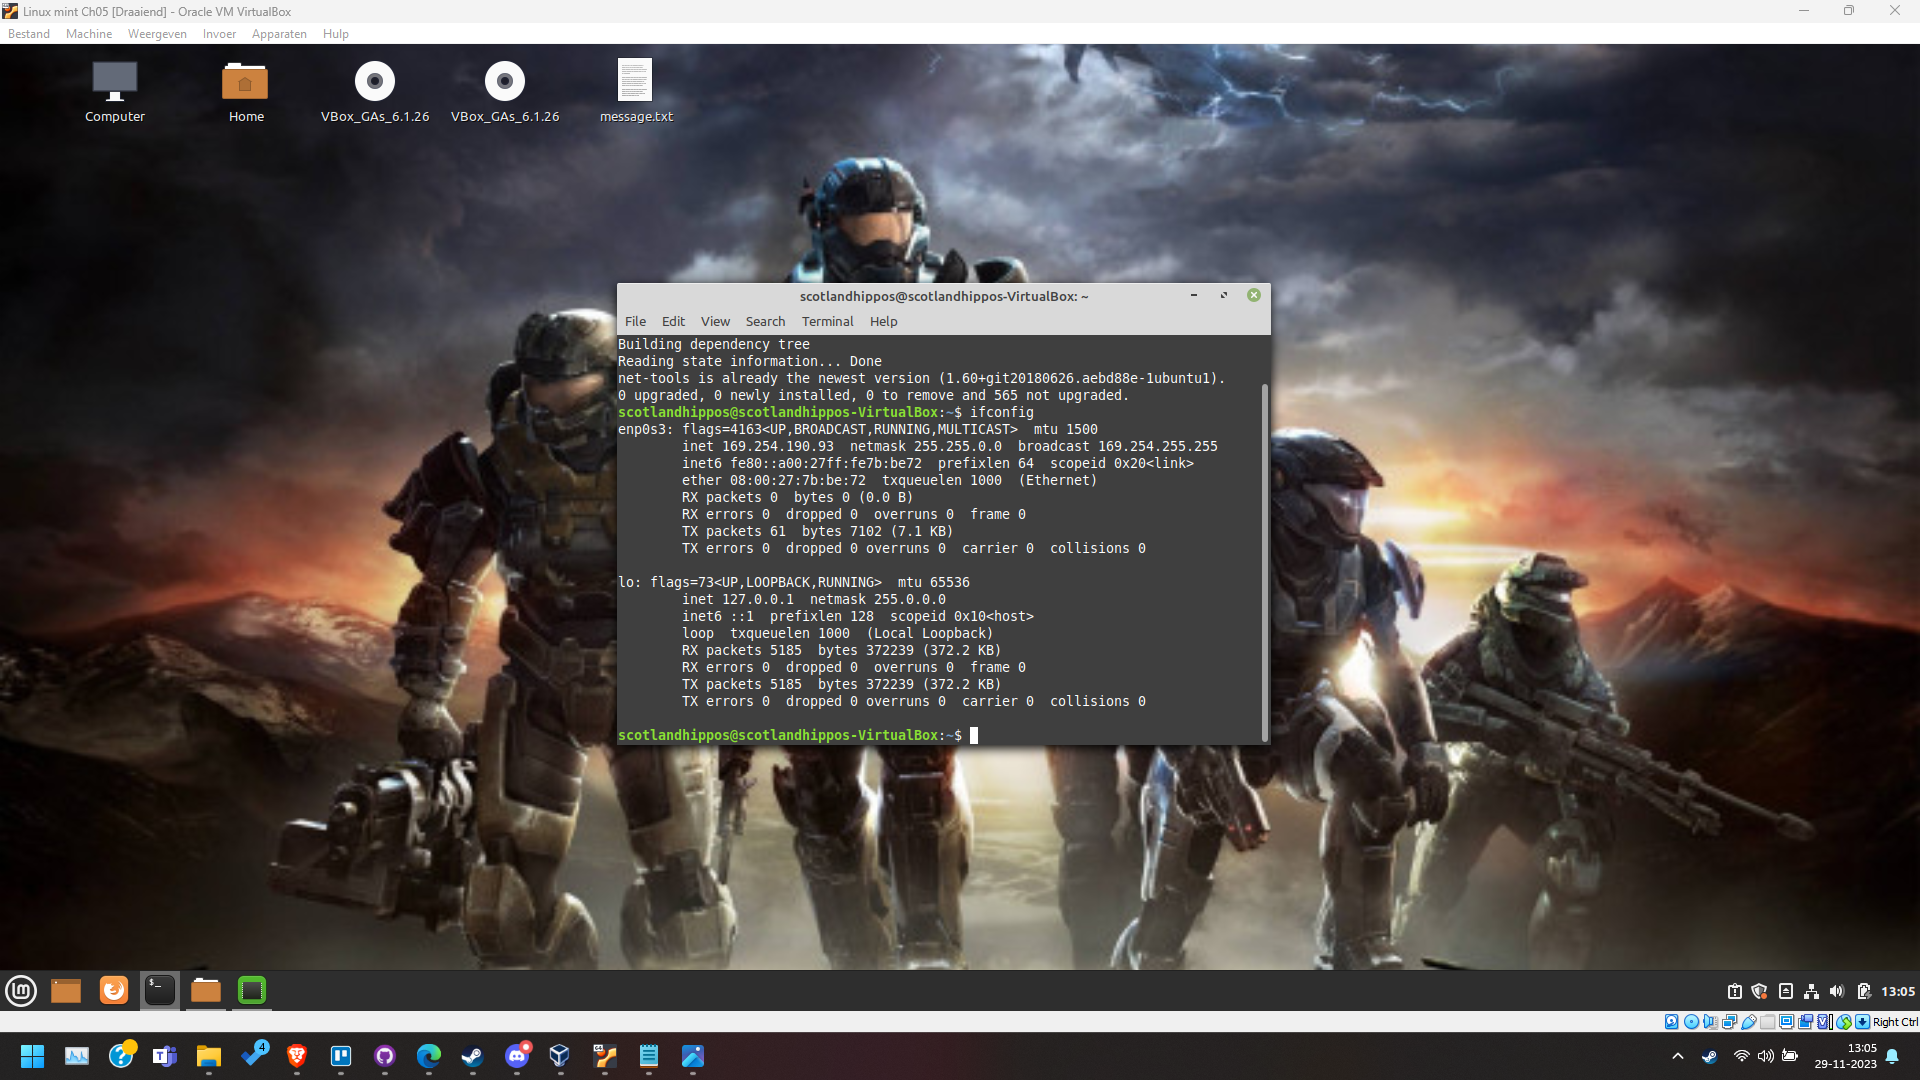 Linux mint Ch05 [Draaiend] - Oracle VM VirtualBox
Bestand Machine Weergeven Invoer Apparaten Hulp
Computer Home VBox_GAs_6.1.26 VBox_GAs_6.1.26 message.txt
scotlandhippos@scotlandhippos-VirtualBox: ~
File Edit View Search Terminal Help
Building dependency tree
Reading state information... Done
net-tools is already the newest version (1.60+git20180626.aebd88e-1ubuntu1).
0 upgraded, 0 newly installed, 0 to remove and 565 not upgraded.
scotlandhippos@scotlandhippos-VirtualBox:~$ ifconfig
enp0s3: flags=4163<UP,BROADCAST,RUNNING,MULTICAST>  mtu 1500
        inet 169.254.190.93  netmask 255.255.0.0  broadcast 169.254.255.255
        inet6 fe80::a00:27ff:fe7b:be72  prefixlen 64  scopeid 0x20<link>
        ether 08:00:27:7b:be:72  txqueuelen 1000  (Ethernet)
        RX packets 0  bytes 0 (0.0 B)
        RX errors 0  dropped 0  overruns 0  frame 0
        TX packets 61  bytes 7102 (7.1 KB)
        TX errors 0  dropped 0 overruns 0  carrier 0  collisions 0
lo: flags=73<UP,LOOPBACK,RUNNING>  mtu 65536
        inet 127.0.0.1  netmask 255.0.0.0
        inet6 ::1  prefixlen 128  scopeid 0x10<host>
        loop  txqueuelen 1000  (Local Loopback)
        RX packets 5185  bytes 372239 (372.2 KB)
        RX errors 0  dropped 0  overruns 0  frame 0
        TX packets 5185  bytes 372239 (372.2 KB)
        TX errors 0  dropped 0 overruns 0  carrier 0  collisions 0
scotlandhippos@scotlandhippos-VirtualBox:~$
13:05
Right Ctrl
4
13:05
29-11-2023